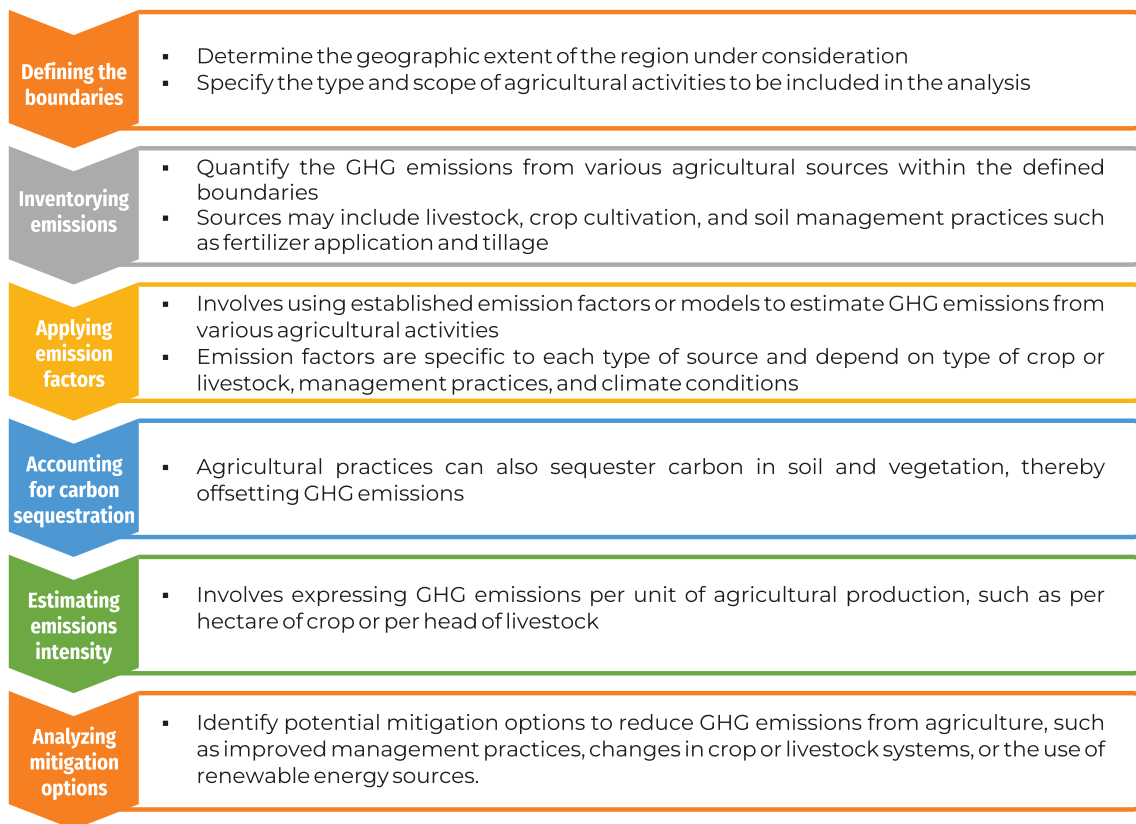 Defining the
boundaries
▪ Determine the geographic extent of the region under consideration
▪ Specify the type and scope of agricultural activities to be included in the analysis
Inventorying
emissions
▪ Quantify the GHG emissions from various agricultural sources within the defined
boundaries
▪ Sources may include livestock, crop cultivation, and soil management practices such
as fertilizer application and tillage
Applying
emission
factors
▪ Involves using established emission factors or models to estimate GHG emissions from
various agricultural activities
▪ Emission factors are specific to each type of source and depend on type of crop or
livestock, management practices, and climate conditions
Accounting
for carbon
sequestration
▪ Agricultural practices can also sequester carbon in soil and vegetation, thereby
offsetting GHG emissions
Estimating
emissions
intensity
▪ Involves expressing GHG emissions per unit of agricultural production, such as per
hectare of crop or per head of livestock
Analyzing
mitigation
options
▪ Identify potential mitigation options to reduce GHG emissions from agriculture, such
as improved management practices, changes in crop or livestock systems, or the use of
renewable energy sources.